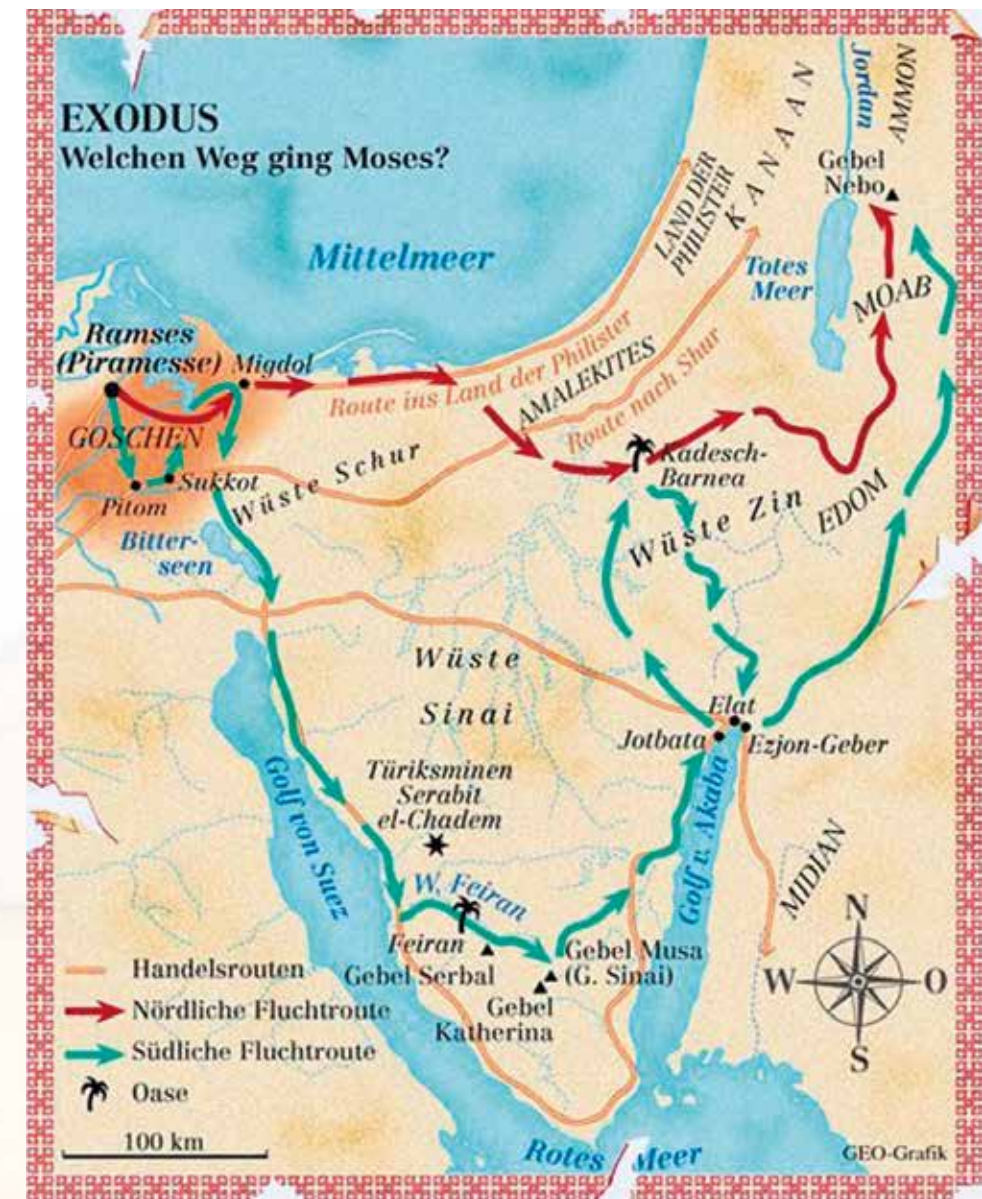 EXODUS
Welchen Weg ging Moses?
Mittelmeer
Jordan
AMMON
Gebel
Nebo
LAND DER
PHILISTER
KANAAN
Totes
Meer
MOAB
Ramses
(Piramesse)
Migdol
GOSCHEN
Sukkot
Pitom
Bitter-
seen
Route ins Land der Philister
AMALEKITES
Route nach Shur
Wüste Schur
Kadesch-
Barnea
Wüste Zin
EDOM
Wüste
Sinai
Elat
Jotbata
Ezjon-Geber
Türiksminen
Serabit
el-Chadem
Golf von Suez
Golf v. Akaba
MIDIAN
W. Feiran
Feiran
Gebel Serbal
Gebel Musa
(G. Sinai)
Gebel
Katherina
Handelsrouten
Nördliche Fluchtroute
Südliche Fluchtroute
Oase
100 km
N
W
O
S
Rotes Meer
GEO-Grafik